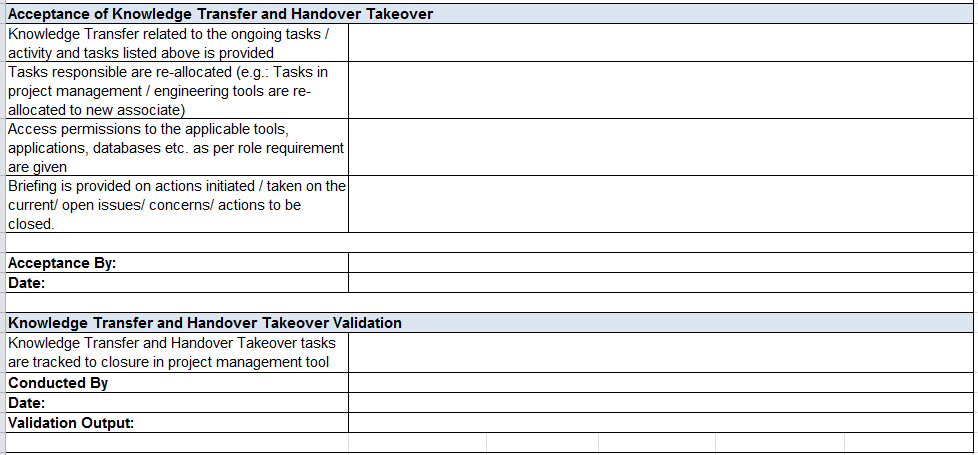 Acceptance of Knowledge Transfer and Handover Takeover
Knowledge Transfer related to the ongoing tasks /
activity and tasks listed above is provided
Tasks responsible are re-allocated (e.g.: Tasks in
project management / engineering tools are re-
allocated to new associate)
Access permissions to the applicable tools,
applications, databases etc. as per role requirement
are given
Briefing is provided on actions initiated / taken on the
current/ open issues/ concerns/ actions to be
closed.
Acceptance By:
Date:
Knowledge Transfer and Handover Takeover Validation
Knowledge Transfer and Handover Takeover tasks
are tracked to closure in project management tool
Conducted By
Date:
Validation Output: